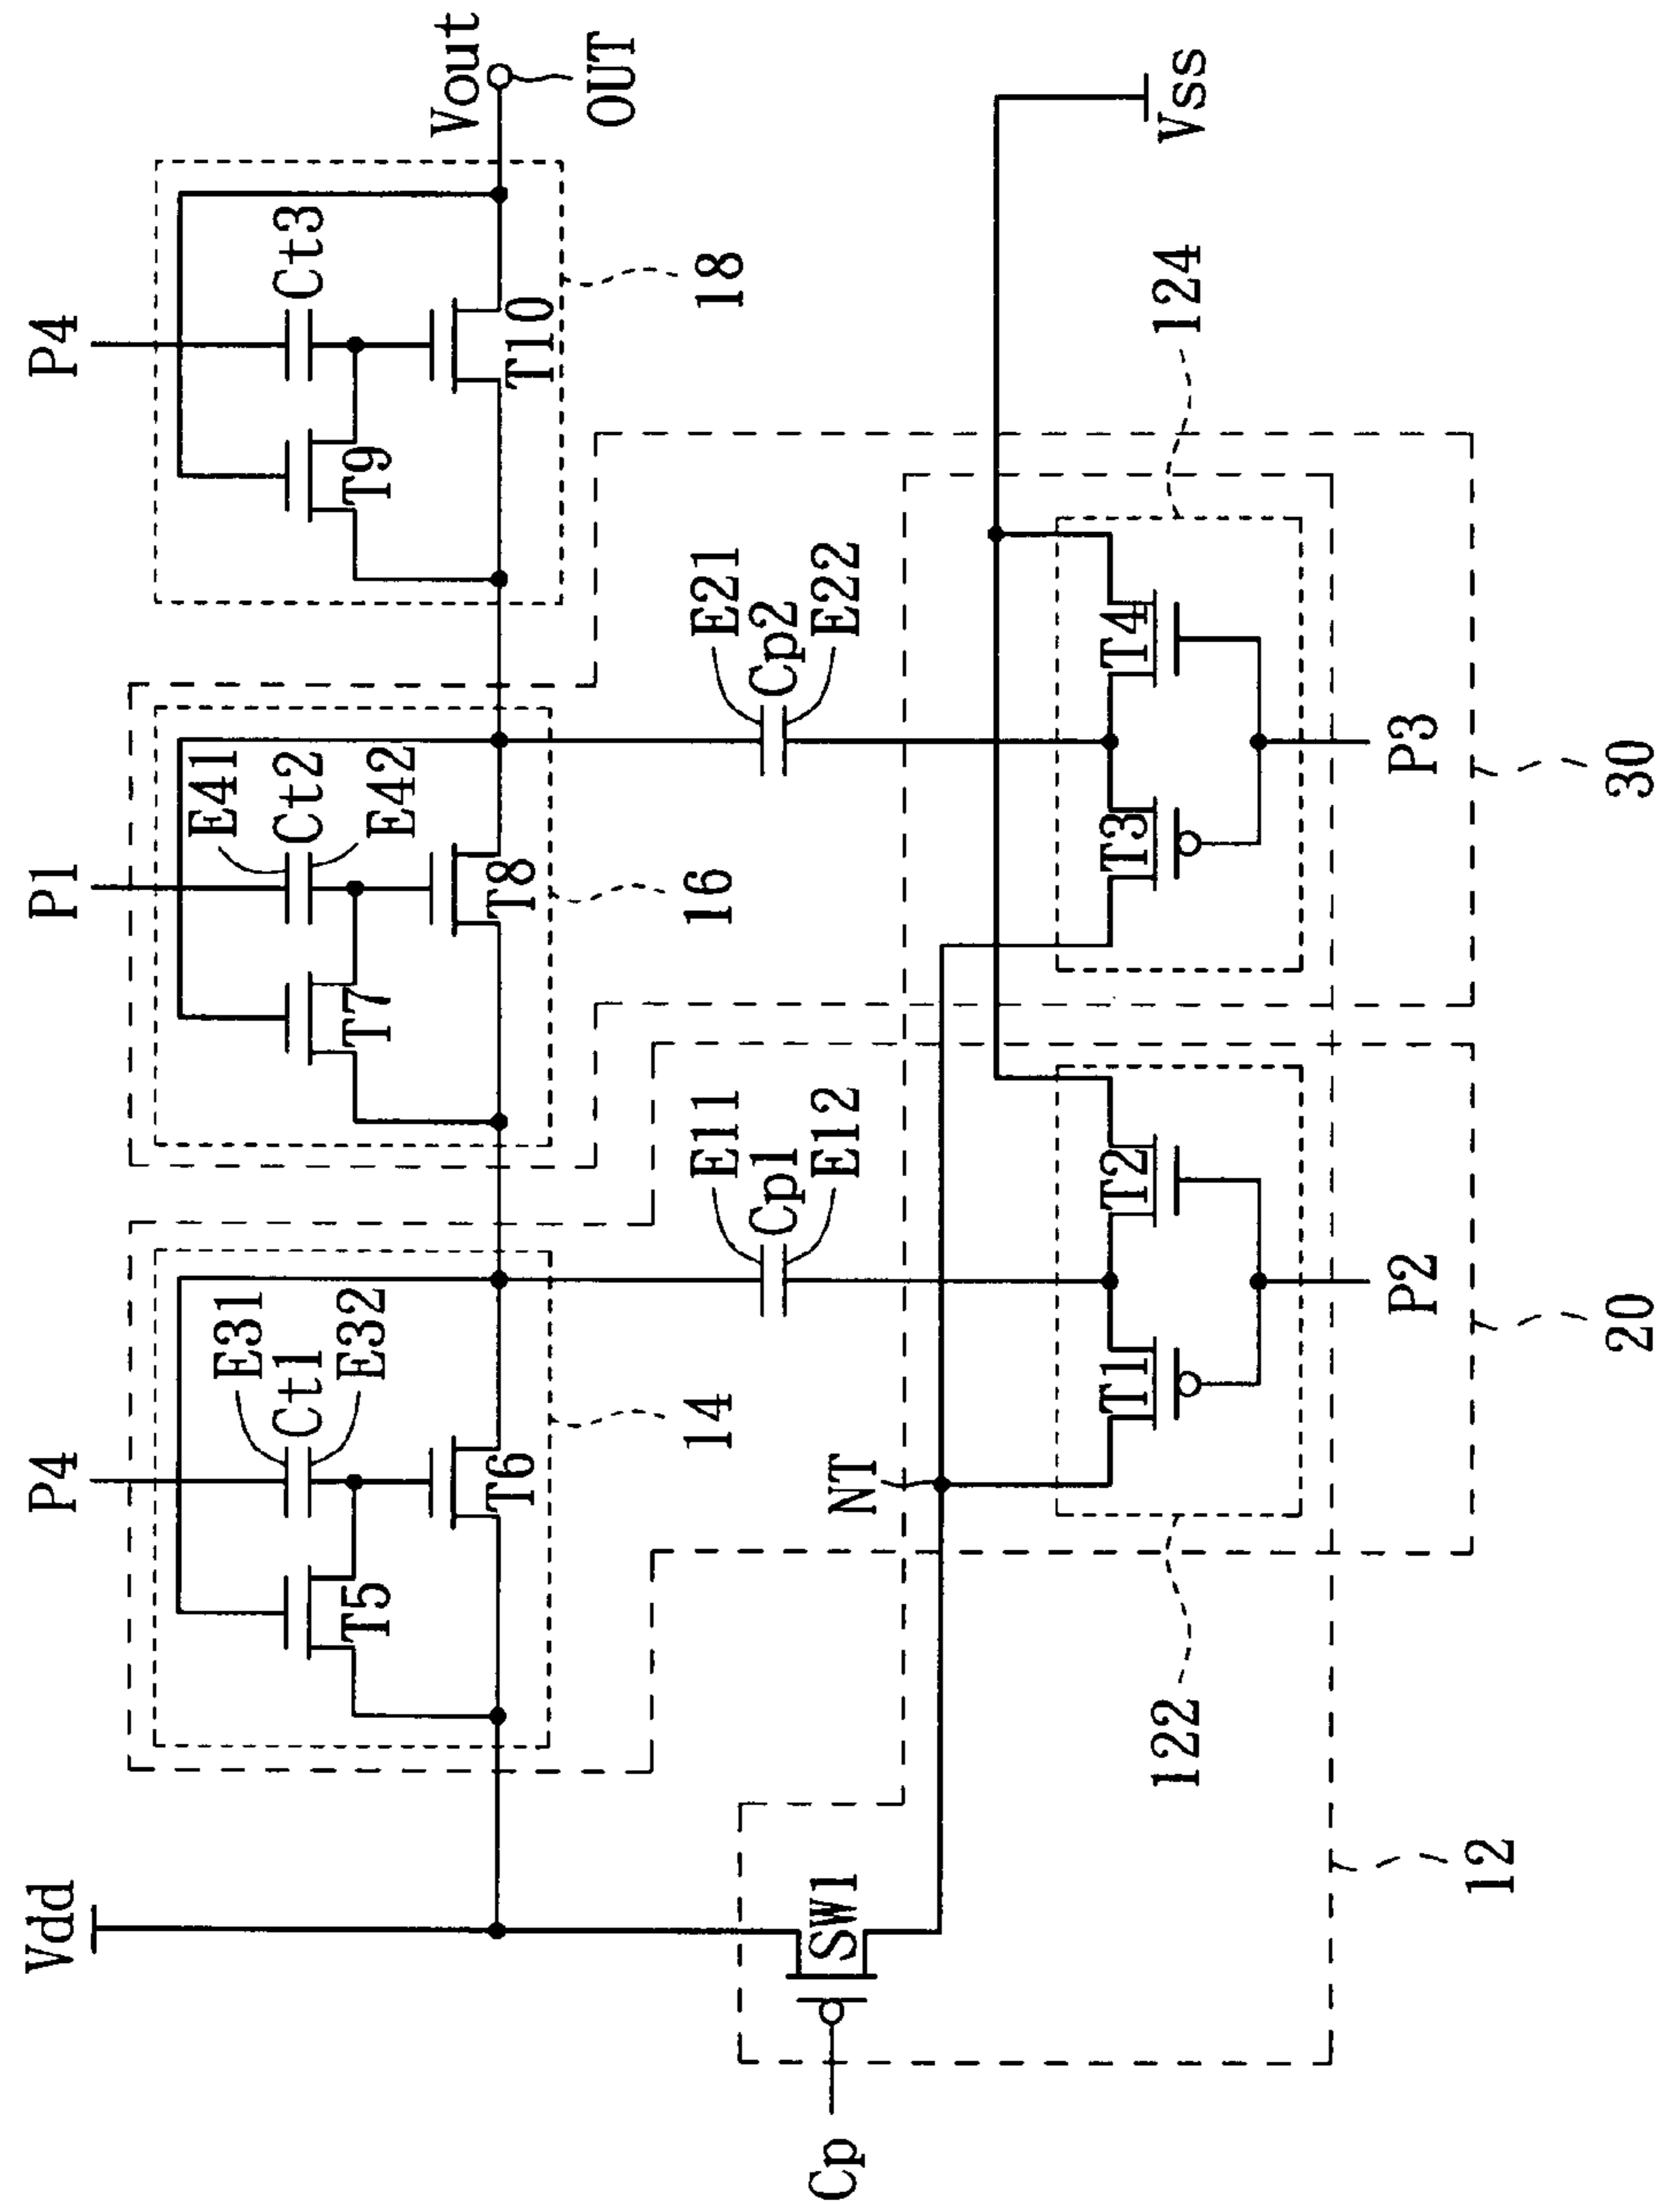 Vdd
P4
P1
P4
Vout
OUT
E31
Ct1
E32
T5
T6
14
E41
Ct2
E42
T7
T8
16
Ct3
T9
T10
18
E11
Cp1
E12
E21
Cp2
E22
Cp
SW1
NT
T1
T2
T3
T4
Vss
122
124
P2
P3
12
20
30